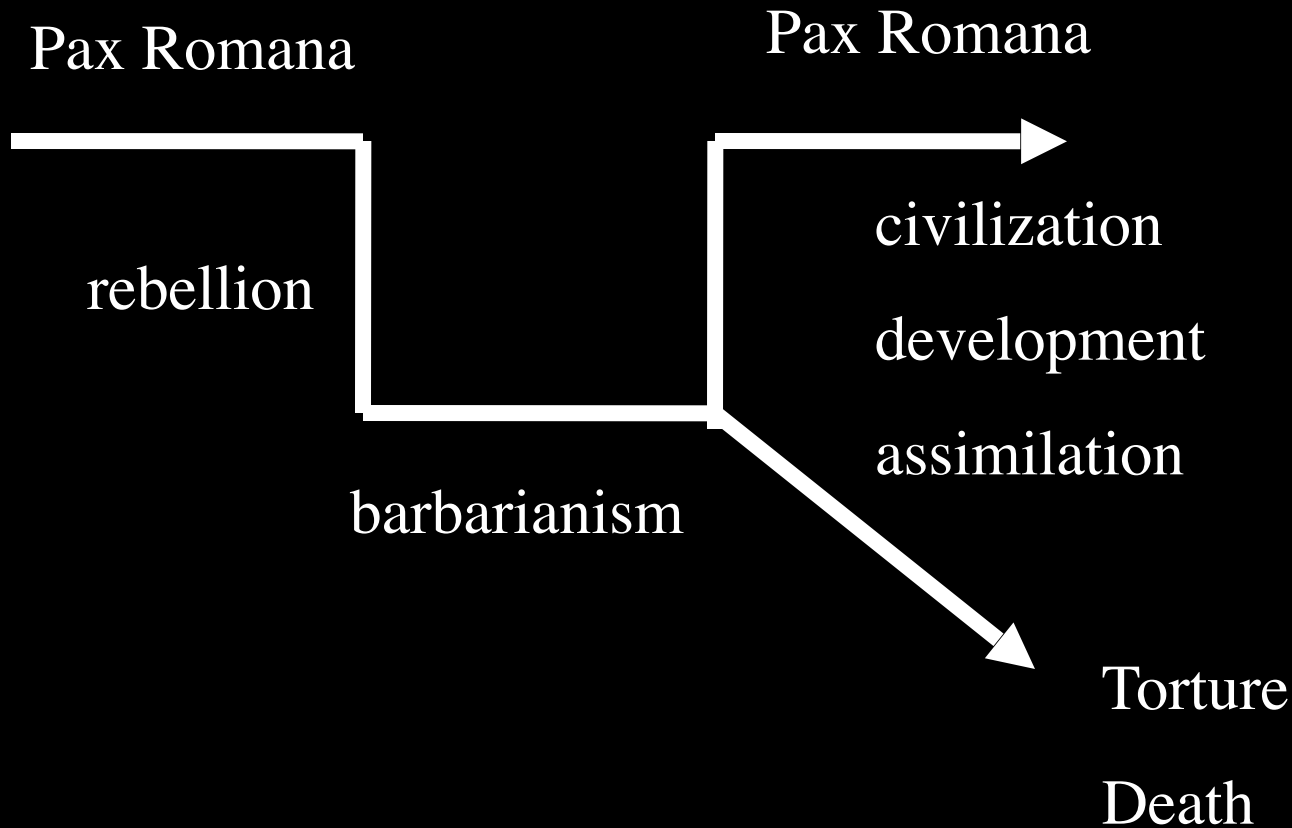 Pax Romana
Pax Romana
rebellion
barbarianism
civilization
development
assimilation
Torture
Death